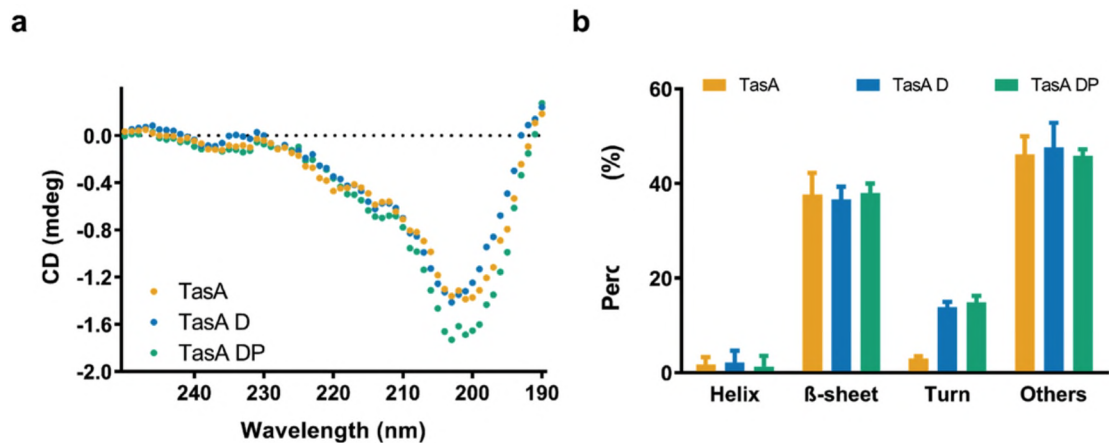 a
CD (mdeg)
0.0
-0.4
-0.8
-1.2
-1.6
-2.0
TasA
TasA D
TasA DP
240 230 220 210 200 190
Wavelength (nm)
b
TasA TasA D TasA DP
(%)
60
40
20
0
Helix ß-sheet Turn Others